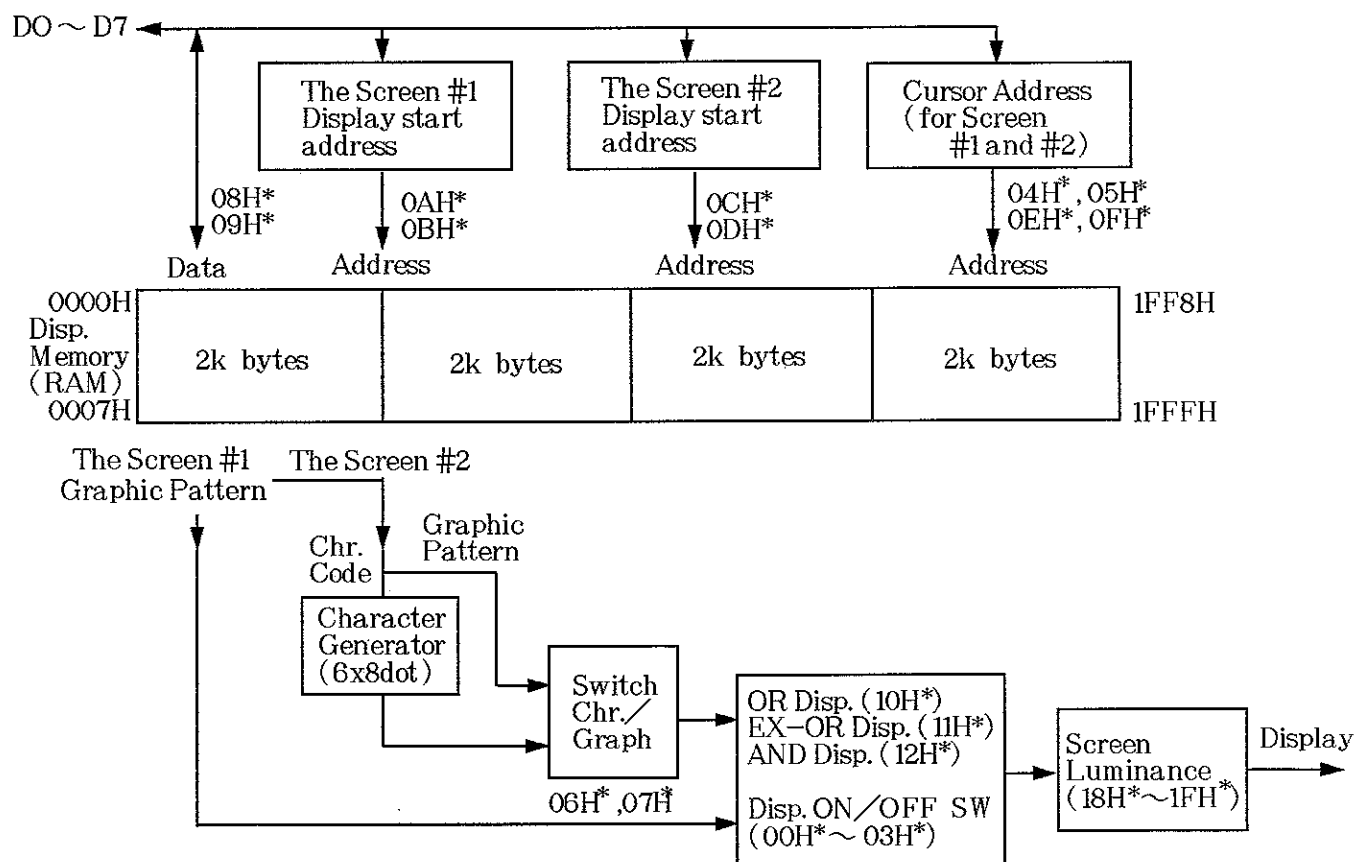 DO～D7
The Screen #1
Display start
address
The Screen #2
Display start
address
Cursor Address
(for Screen
#1 and #2)
08H*
09H*
0AH*
0BH*
0CH*
0DH*
04H*, 05H*
0EH*, 0FH*
Data
Address
Address
Address
0000H
Disp.
Memory
(RAM)
0007H
2k bytes
2k bytes
2k bytes
2k bytes
1FF8H
1FFFH
The Screen #1
Graphic Pattern
The Screen #2
Chr.
Code
Graphic
Pattern
Character
Generator
(6x8dot)
Switch
Chr./
Graph
06H*, 07H*
OR Disp. (10H*)
EX-OR Disp. (11H*)
AND Disp. (12H*)
Disp. ON/OFF SW
(00H*～03H*)
Screen
Luminance
(18H*～1FH*)
Display